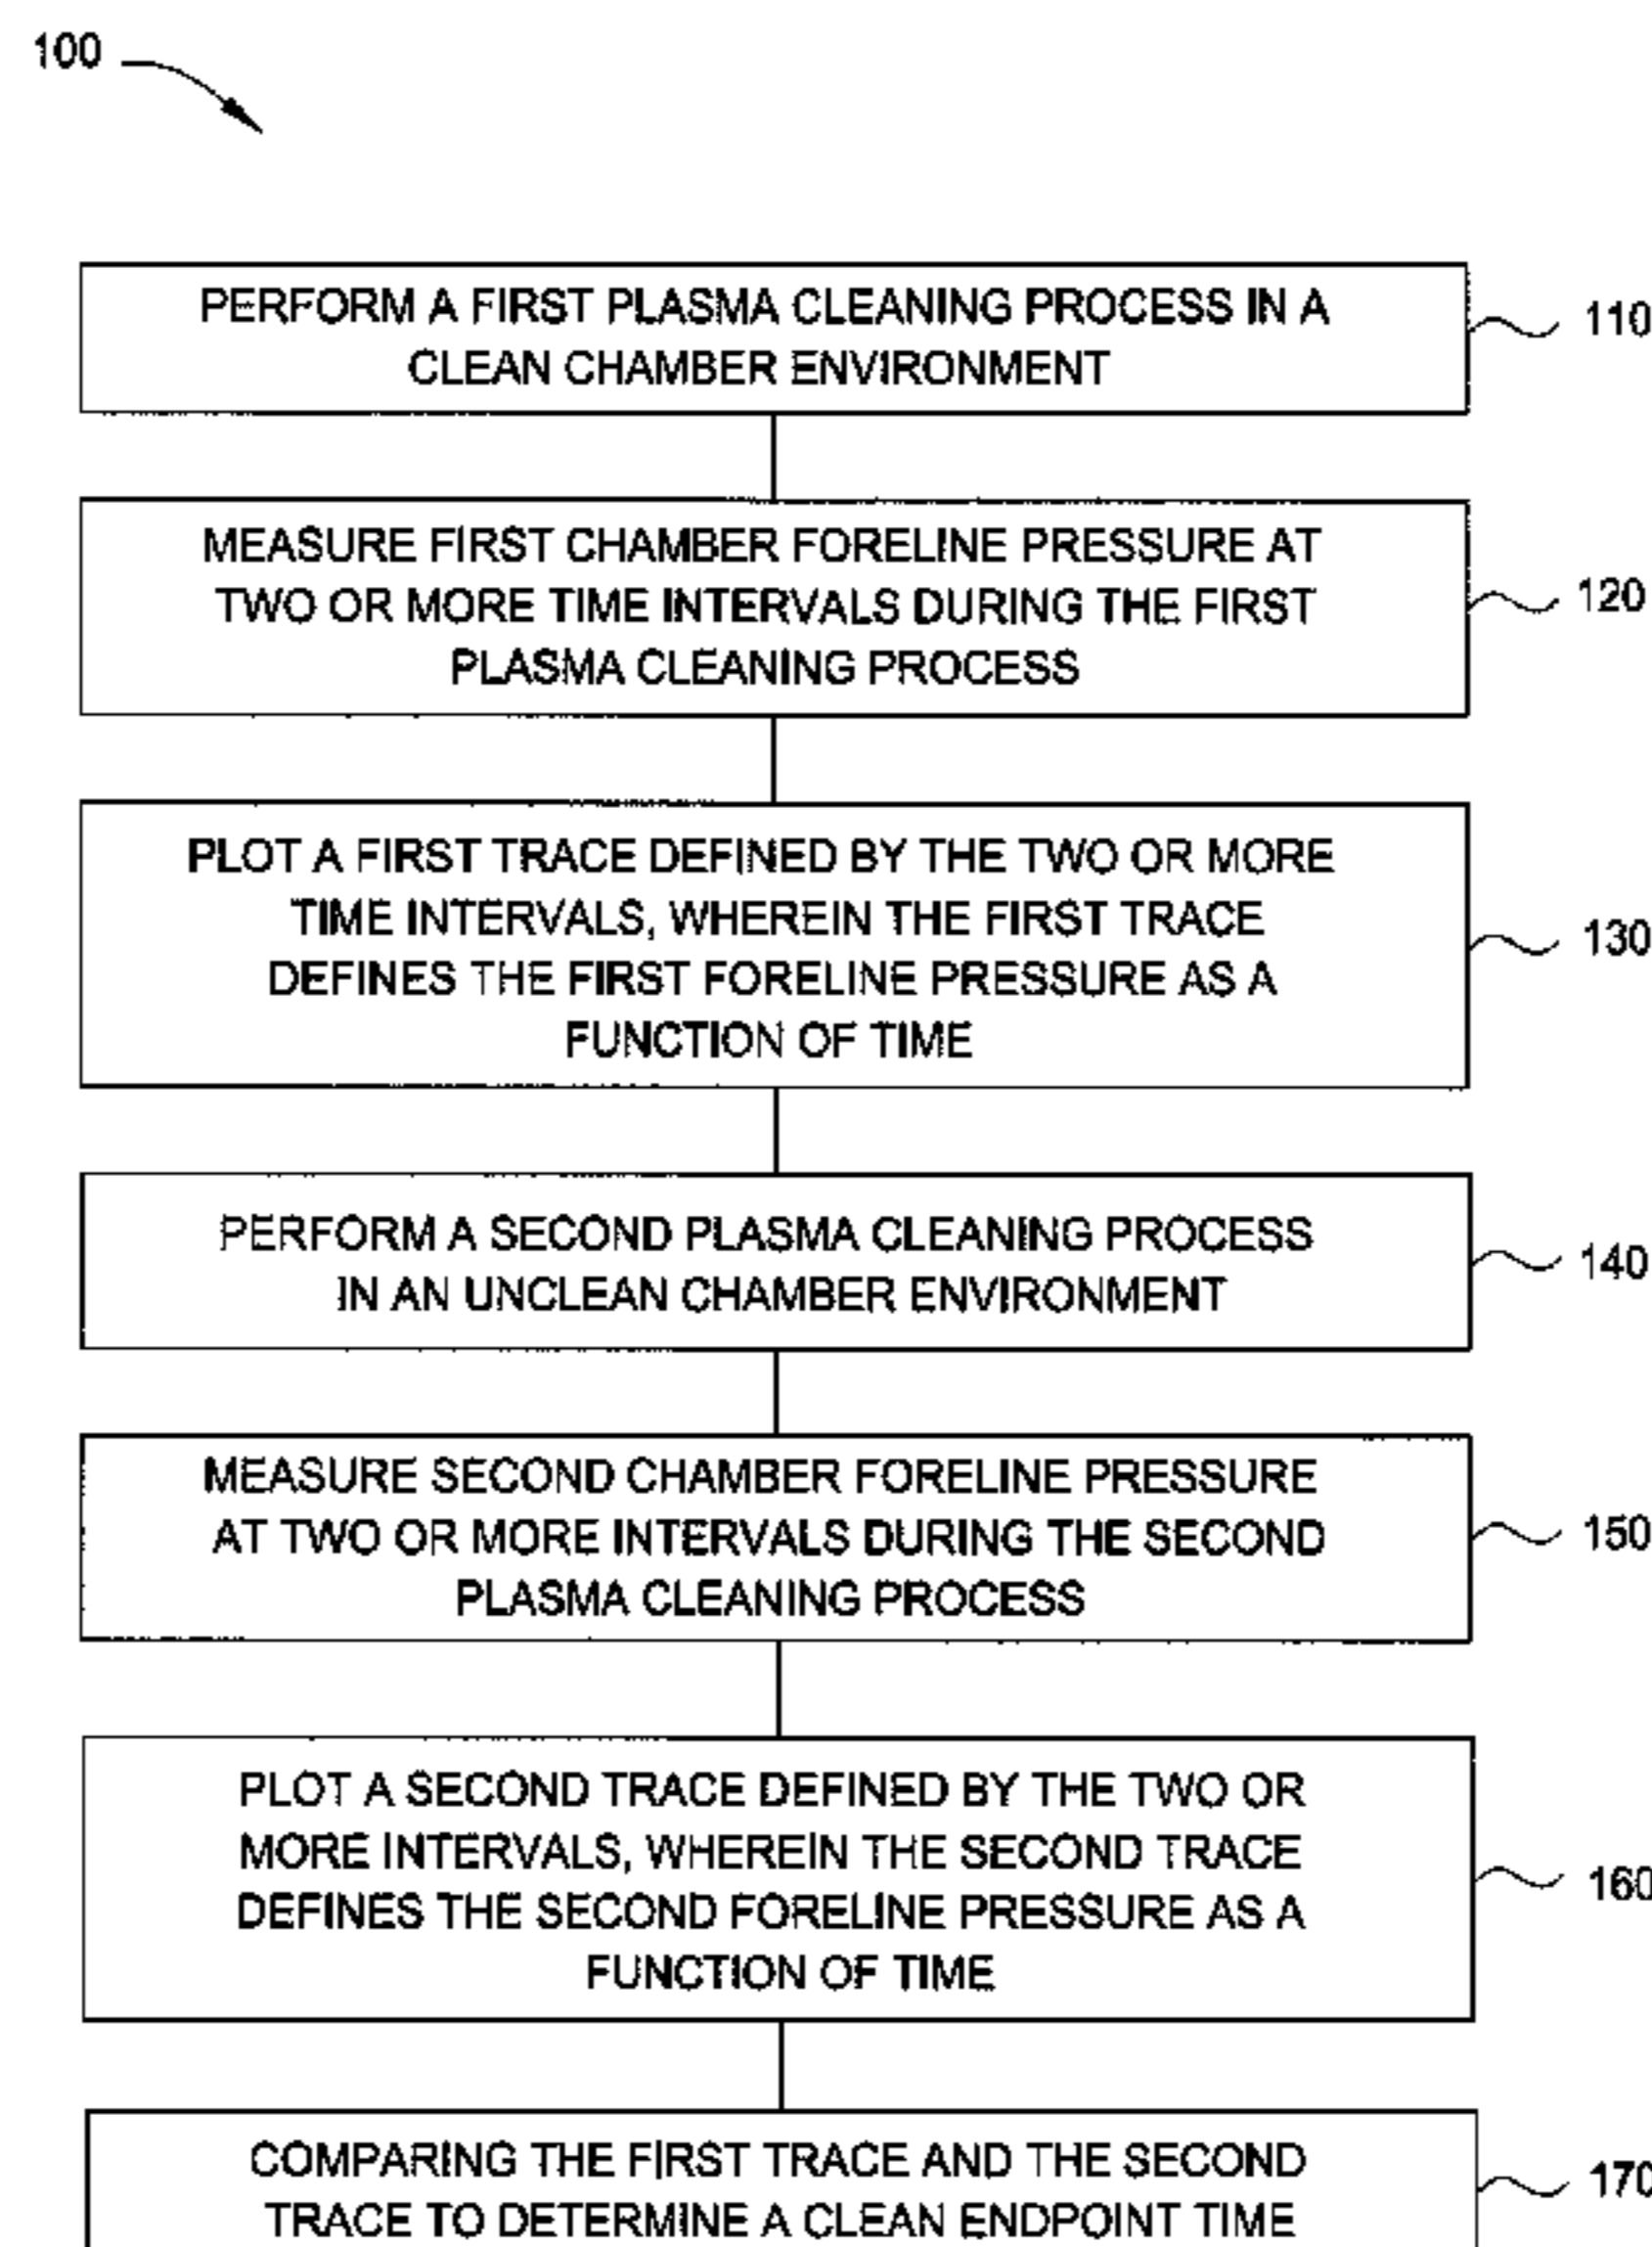 100
PERFORM A FIRST PLASMA CLEANING PROCESS IN A
CLEAN CHAMBER ENVIRONMENT
110
MEASURE FIRST CHAMBER FORELINE PRESSURE AT
TWO OR MORE TIME INTERVALS DURING THE FIRST
PLASMA CLEANING PROCESS
120
PLOT A FIRST TRACE DEFINED BY THE TWO OR MORE
TIME INTERVALS, WHEREIN THE FIRST TRACE
DEFINES THE FIRST FORELINE PRESSURE AS A
FUNCTION OF TIME
130
PERFORM A SECOND PLASMA CLEANING PROCESS
IN AN UNCLEAN CHAMBER ENVIRONMENT
140
MEASURE SECOND CHAMBER FORELINE PRESSURE
AT TWO OR MORE INTERVALS DURING THE SECOND
PLASMA CLEANING PROCESS
150
PLOT A SECOND TRACE DEFINED BY THE TWO OR
MORE INTERVALS, WHEREIN THE SECOND TRACE
DEFINES THE SECOND FORELINE PRESSURE AS A
FUNCTION OF TIME
160
COMPARING THE FIRST TRACE AND THE SECOND
TRACE TO DETERMINE A CLEAN ENDPOINT TIME
170